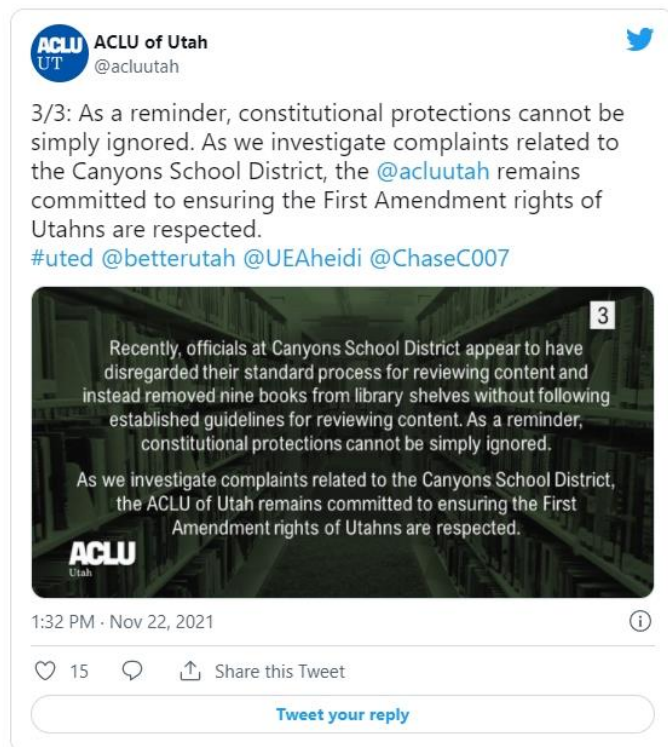 ACLU
UT
ACLU of Utah
@acluutah
3/3: As a reminder, constitutional protections cannot be
simply ignored. As we investigate complaints related to
the Canyons School District, the @acluutah remains
committed to ensuring the First Amendment rights of
Utahns are respected.
#uted @betterutah @UEAheidi @ChaseC007
3
Recently, officials at Canyons School District appear to have
disregarded their standard process for reviewing content and
instead removed nine books from library shelves without following
established guidelines for reviewing content. As a reminder,
constitutional protections cannot be simply ignored.
As we investigate complaints related to the Canyons School District,
the ACLU of Utah remains committed to ensuring the First
Amendment rights of Utahns are respected.
ACLU
Utah
1:32 PM · Nov 22, 2021
15
Share this Tweet
Tweet your reply